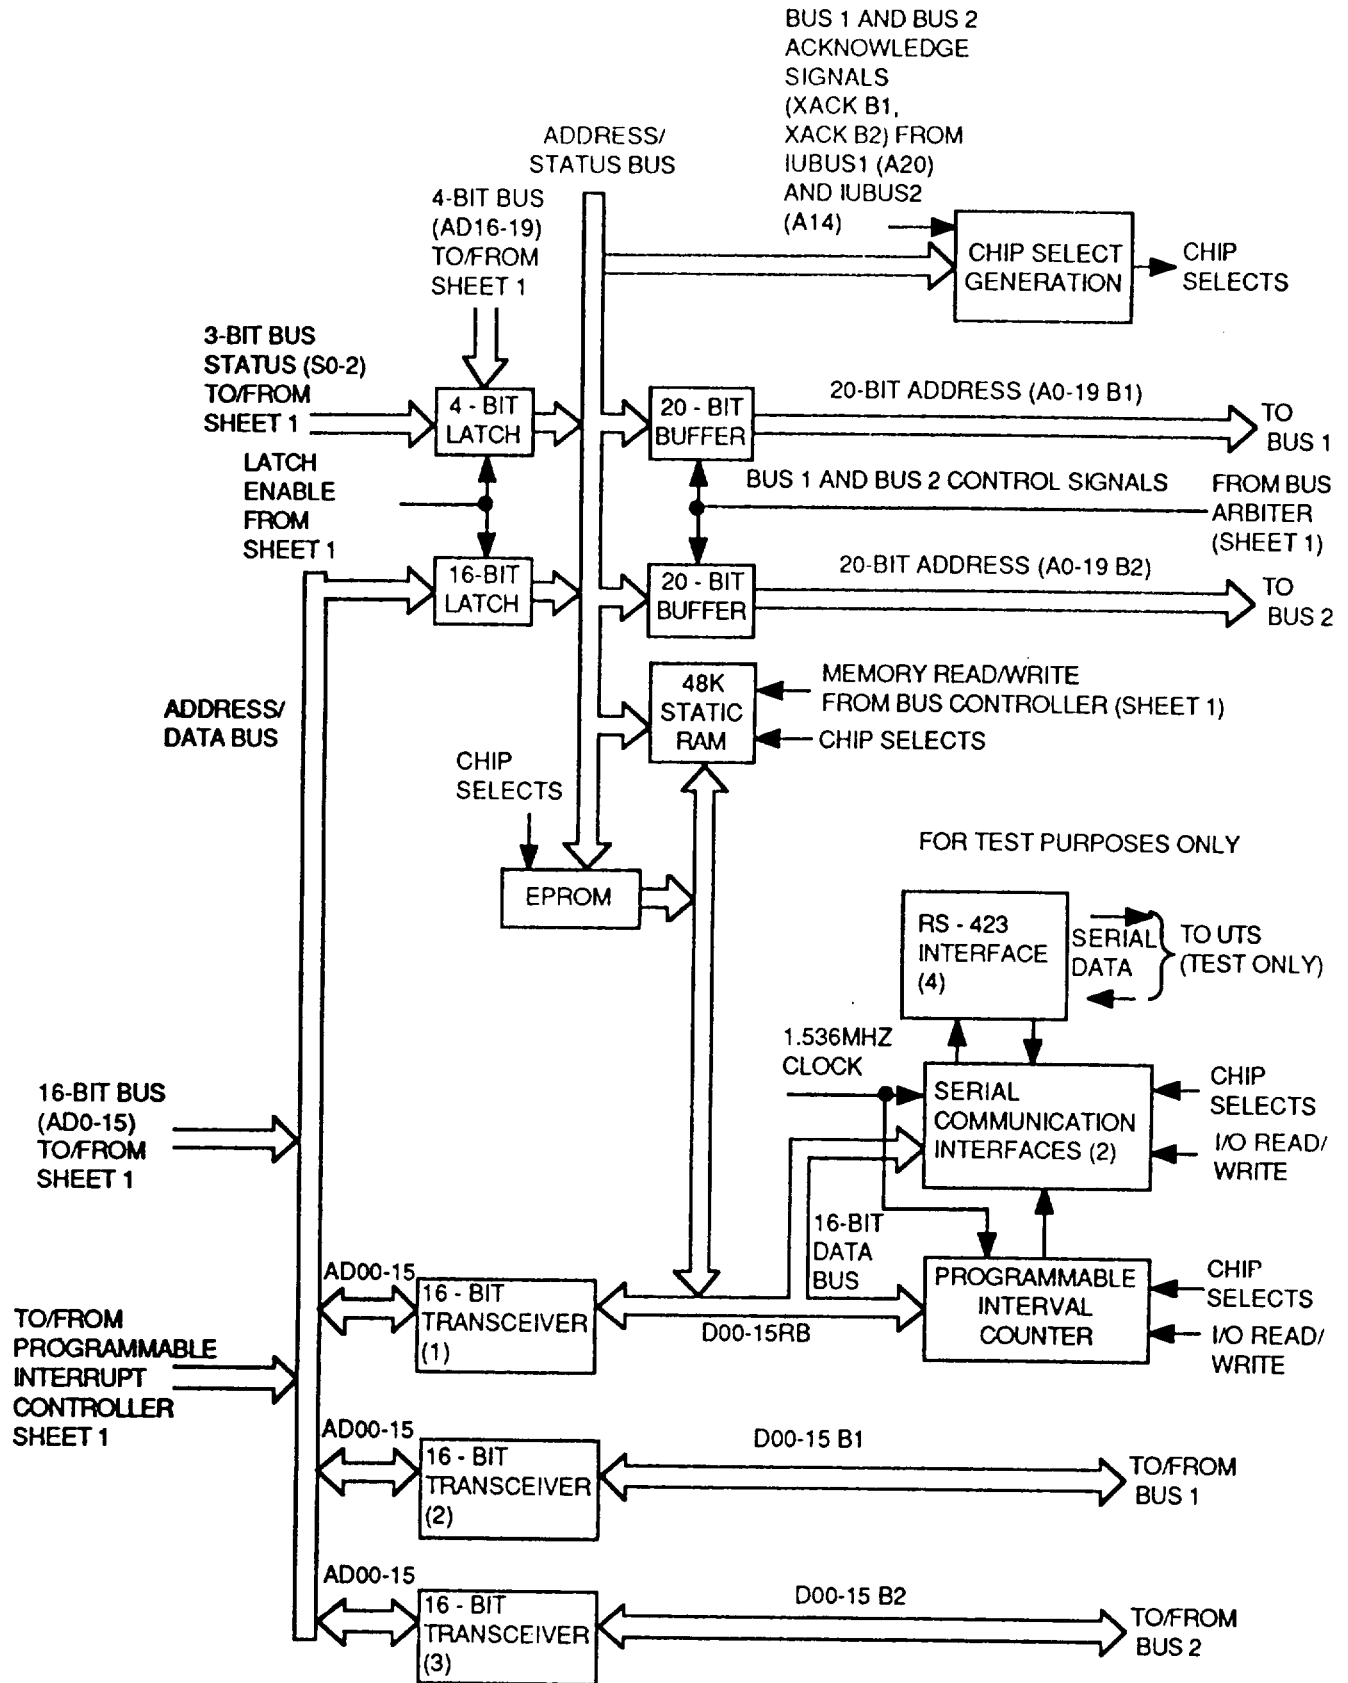 BUS 1 AND BUS 2
ACKNOWLEDGE
SIGNALS
(XACK B1,
XACK B2) FROM
IUBUS1 (A20)
AND IUBUS2
(A14)
ADDRESS/
STATUS BUS
4-BIT BUS
(AD16-19)
TO/FROM
SHEET 1
CHIP SELECT
GENERATION
CHIP
SELECTS
3-BIT BUS
STATUS (S0-2)
TO/FROM
SHEET 1
4 - BIT
LATCH
20 - BIT
BUFFER
20-BIT ADDRESS (A0-19 B1)
TO
BUS 1
LATCH
ENABLE
FROM
SHEET 1
BUS 1 AND BUS 2 CONTROL SIGNALS
FROM BUS
ARBITER
(SHEET 1)
16-BIT
LATCH
20 - BIT
BUFFER
20-BIT ADDRESS (A0-19 B2)
TO
BUS 2
ADDRESS/
DATA BUS
48K
STATIC
RAM
MEMORY READ/WRITE
FROM BUS CONTROLLER (SHEET 1)
CHIP SELECTS
CHIP
SELECTS
EPROM
FOR TEST PURPOSES ONLY
RS - 423
INTERFACE
(4)
SERIAL
DATA
TO UTS
(TEST ONLY)
1.536MHZ
CLOCK
SERIAL
COMMUNICATION
INTERFACES (2)
CHIP
SELECTS
I/O READ/
WRITE
16-BIT BUS
(AD0-15)
TO/FROM
SHEET 1
16-BIT
DATA
BUS
AD00-15
16 - BIT
TRANSCEIVER
(1)
D00-15RB
PROGRAMMABLE
INTERVAL
COUNTER
CHIP
SELECTS
I/O READ/
WRITE
TO/FROM
PROGRAMMABLE
INTERRUPT
CONTROLLER
SHEET 1
AD00-15
16 - BIT
TRANSCEIVER
(2)
D00-15 B1
TO/FROM
BUS 1
AD00-15
16 - BIT
TRANSCEIVER
(3)
D00-15 B2
TO/FROM
BUS 2